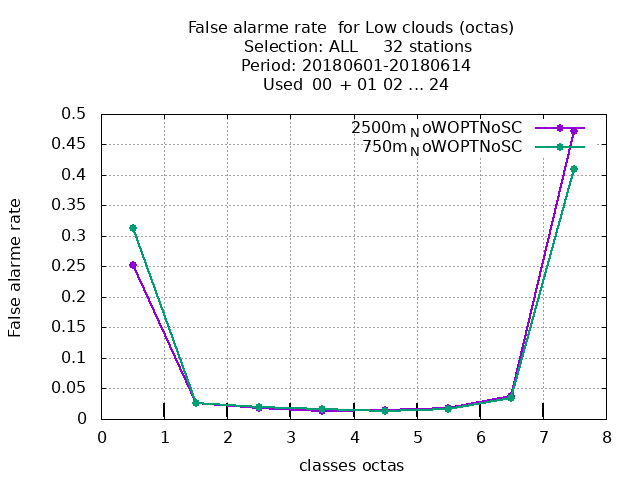 False alarme rate  for Low clouds (octas)
Selection: ALL     32 stations
Period: 20180601-20180614
Used  00 + 01 02 ... 24
0.5
0.45
0.4
0.35
0.3
0.25
0.2
0.15
0.1
0.05
0
False alarme rate
2500m_NoWOPTNoSC
750m_NoWOPTNoSC
0 1 2 3 4 5 6 7 8
classes octas